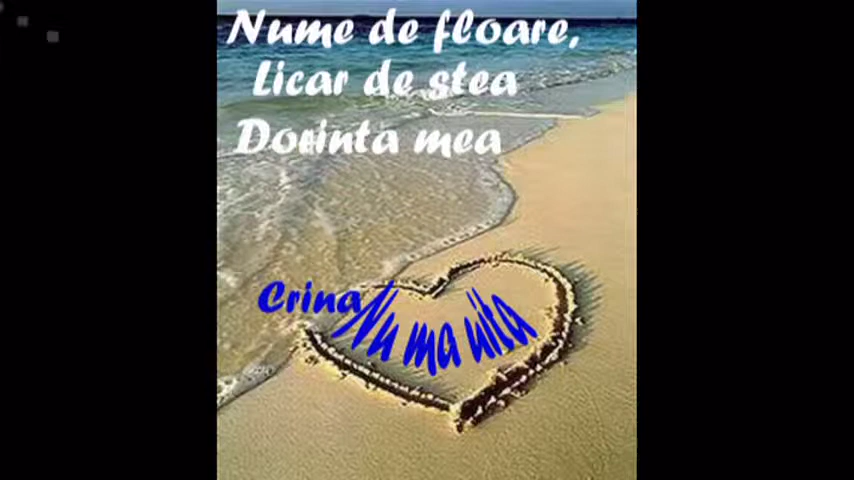 Nume de floare,
Licar de stea
Dorinta mea
Crina Nu ma uita